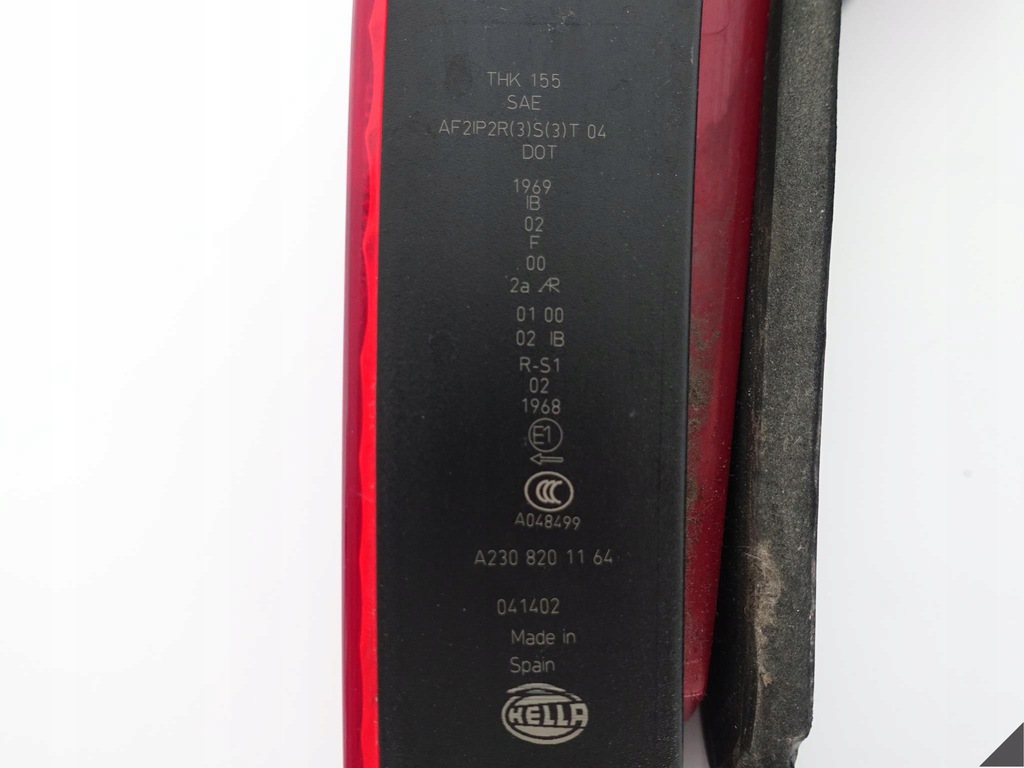 THK 155
SAE
AF2IP2R(3)S(3)T 04
DOT
1969
IB
02
F
00
2a AR
01 00
02 IB
R-S1
02
1968
E1
CCC
A048499
A230 820 11 64
041402
Made in
Spain
HELLA